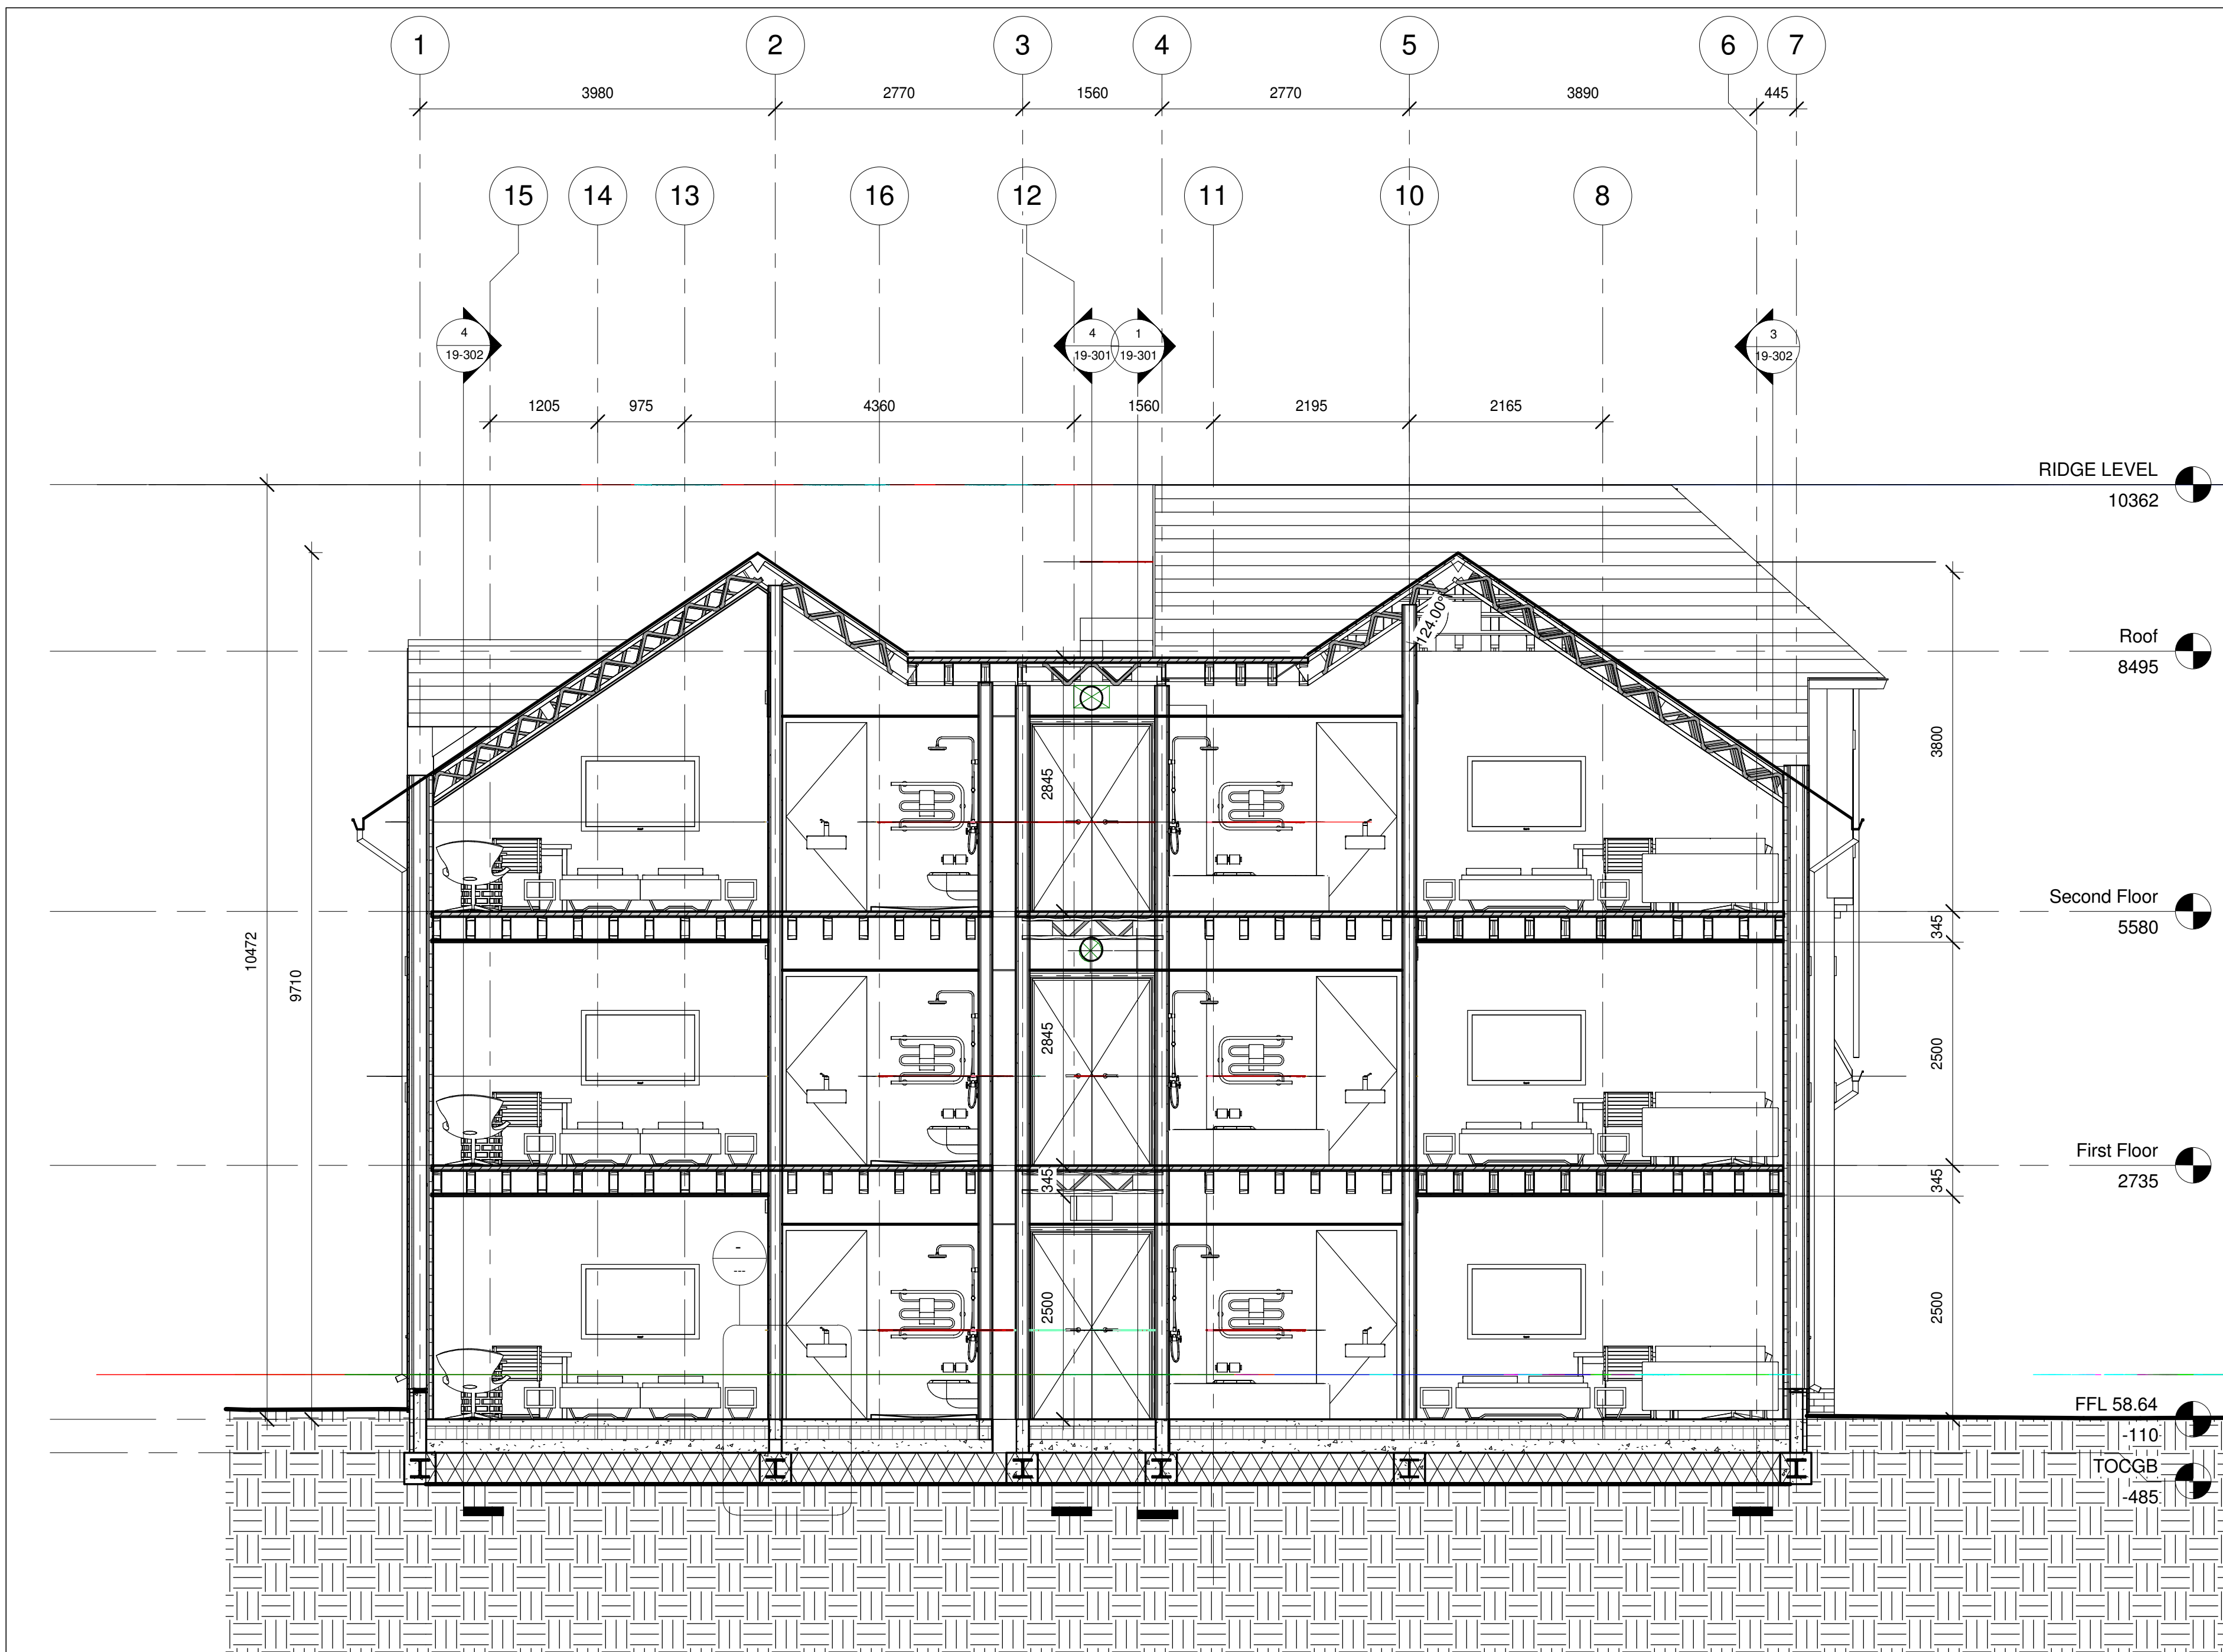 1 2 3 4 5 6 7
3980 2770 1560 2770 3890 445
15 14 13 16 12 11 10 8
4 4 1 3
19-302 19-301 19-301 19-302
1205 975 4360 1560 2195 2165
RIDGE LEVEL
10362
124.00°
Roof
8495
3800
2845
Second Floor
5580
345
10472
9710
2845
2500
First Floor
2735
345
345
-
---
2500
2500
FFL 58.64
-110
TOCGB
-485